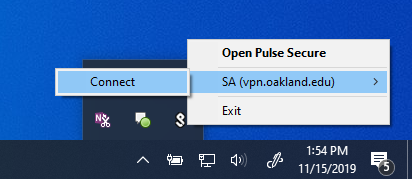 Open Pulse Secure
Connect
SA (vpn.oakland.edu)
Exit
N
S
1:54 PM
11/15/2019
5